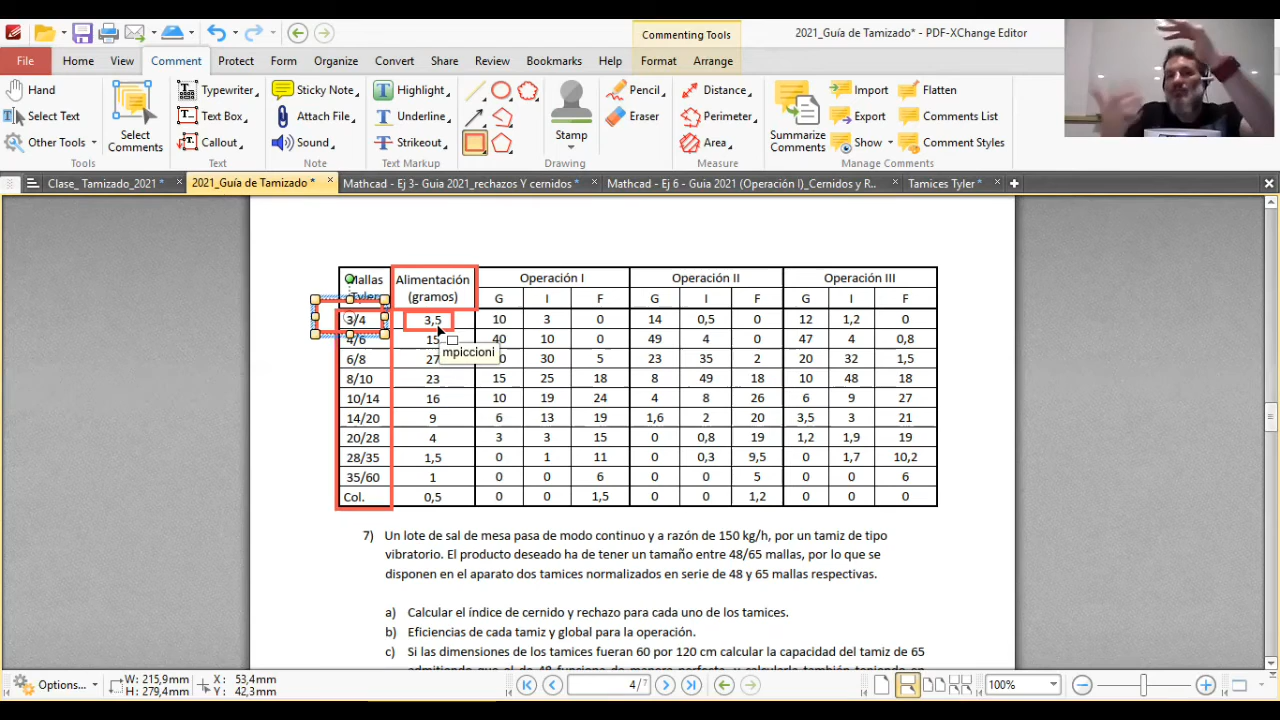 Commenting Tools
2021_Guía de Tamizado* - PDF-XChange Editor
File Home View Comment Protect Form Organize Convert Share Review Bookmarks Help Format Arrange
Hand
Select Text
Other Tools
Select Comments
Tools
Typewriter
Text Box
Callout
Text
Sticky Note
Attach File
Sound
Note
Highlight
Underline
Strikeout
Text Markup
Pencil
Eraser
Stamp
Drawing
Distance
Perimeter
Area
Measure
Summarize Comments
Import
Export
Show
Flatten
Comments List
Comment Styles
Manage Comments
Clase_ Tamizado_2021 * 2021_Guía de Tamizado * Mathcad - Ej 3- Guia 2021_rechazos Y cernidos * Mathcad - Ej 6 - Guia 2021 (Operación I)_Cernidos y R... Tamices Tyler *
Mallas Tyler Alimentación (gramos) Operación I Operación II Operación III
G I F G I F G I F
3/4 3,5 10 3 0 14 0,5 0 12 1,2 0
4/6 15 40 10 0 49 4 0 47 4 0,8
6/8 27 0 30 5 23 35 2 20 32 1,5
mpiccioni
8/10 23 15 25 18 8 49 18 10 48 18
10/14 16 10 19 24 4 8 26 6 9 27
14/20 9 6 13 19 1,6 2 20 3,5 3 21
20/28 4 3 3 15 0 0,8 19 1,2 1,9 19
28/35 1,5 0 1 11 0 0,3 9,5 0 1,7 10,2
35/60 1 0 0 6 0 0 5 0 0 6
Col. 0,5 0 0 1,5 0 0 1,2 0 0 0
7) Un lote de sal de mesa pasa de modo continuo y a razón de 150 kg/h, por un tamiz de tipo
vibratorio. El producto deseado ha de tener un tamaño entre 48/65 mallas, por lo que se
disponen en el aparato dos tamices normalizados en serie de 48 y 65 mallas respectivas.
a) Calcular el índice de cernido y rechazo para cada uno de los tamices.
b) Eficiencias de cada tamiz y global para la operación.
c) Si las dimensiones de los tamices fueran 60 por 120 cm calcular la capacidad del tamiz de 65
Options... W: 215,9mm H: 279,4mm X: 53,4mm Y: 42,3mm 4/7 100%